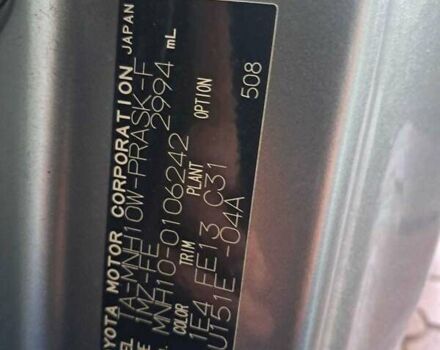 TOYOTA MOTOR CORPORATION JAPAN
TA-MNH10W-PRASK-F
1MZ-FE 2994 mL
MNH10-0106242
COLOR TRIM PLANT OPTION
1E4 FE13 C31
U151E -04A
508